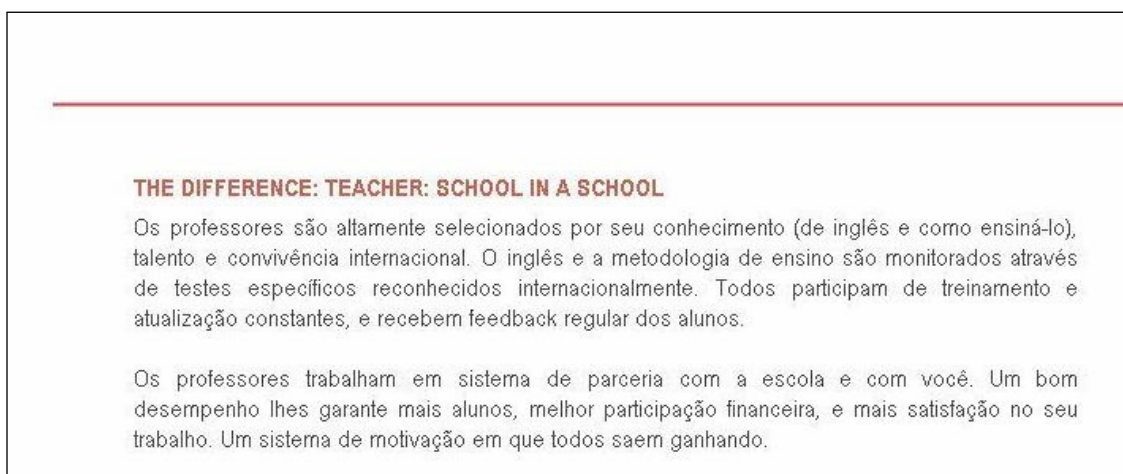 THE DIFFERENCE: TEACHER: SCHOOL IN A SCHOOL
Os professores são altamente selecionados por seu conhecimento (de inglês e como ensiná-lo),
talento e convivência internacional. O inglês e a metodologia de ensino são monitorados através
de testes específicos reconhecidos internacionalmente. Todos participam de treinamento e
atualização constantes, e recebem feedback regular dos alunos.
Os professores trabalham em sistema de parceria com a escola e com você. Um bom
desempenho lhes garante mais alunos, melhor participação financeira, e mais satisfação no seu
trabalho. Um sistema de motivação em que todos saem ganhando.